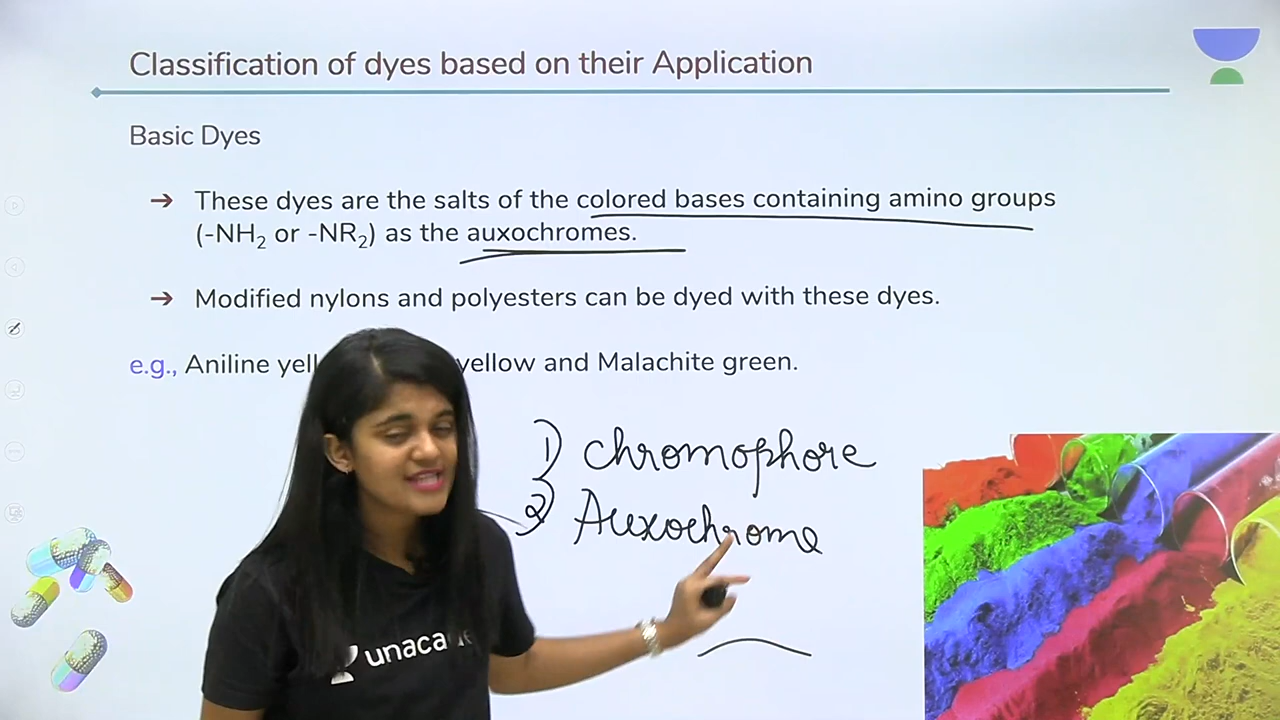 Classification of dyes based on their Application
Basic Dyes
→ These dyes are the salts of the colored bases containing amino groups
(-NH₂ or -NR₂) as the auxochromes.
→ Modified nylons and polyesters can be dyed with these dyes.
e.g., Aniline yellow and Malachite green.
1) Chromophore
2) Auxochrome